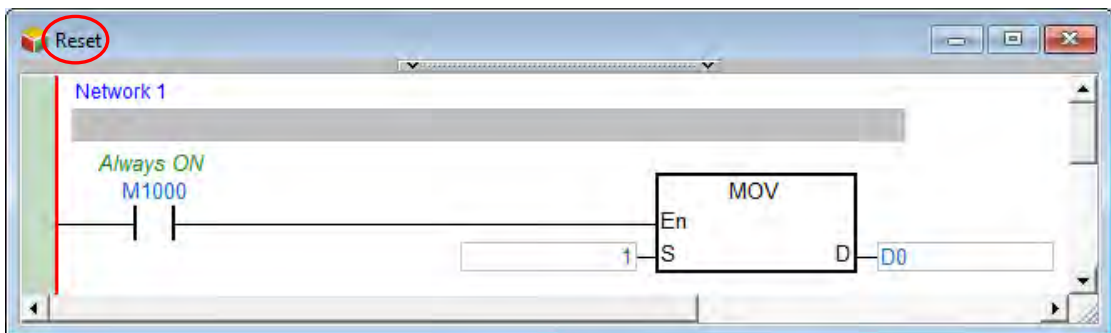 Reset
Network 1
Always ON
M1000
MOV
En
1 S D D0